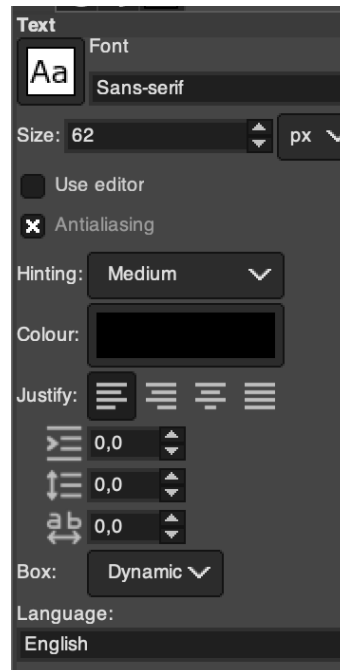 Text
Font
Aa
Sans-serif
Size: 62 px
Use editor
Antialiasing
Hinting: Medium
Colour:
Justify:
0,0
0,0
ab 0,0
Box: Dynamic
Language:
English